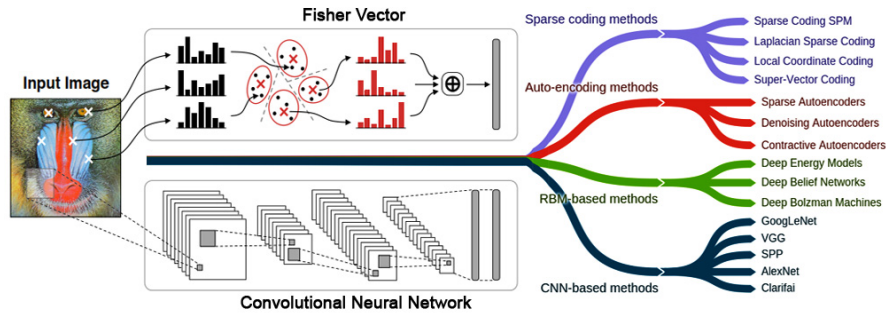 Fisher Vector
Input Image
Convolutional Neural Network
Sparse coding methods
Sparse Coding SPM
Laplacian Sparse Coding
Local Coordinate Coding
Super-Vector Coding
Auto-encoding methods
Sparse Autoencoders
Denoising Autoencoders
Contractive Autoencoders
RBM-based methods
Deep Energy Models
Deep Belief Networks
Deep Bolzman Machines
CNN-based methods
GoogLeNet
VGG
SPP
AlexNet
Clarifai